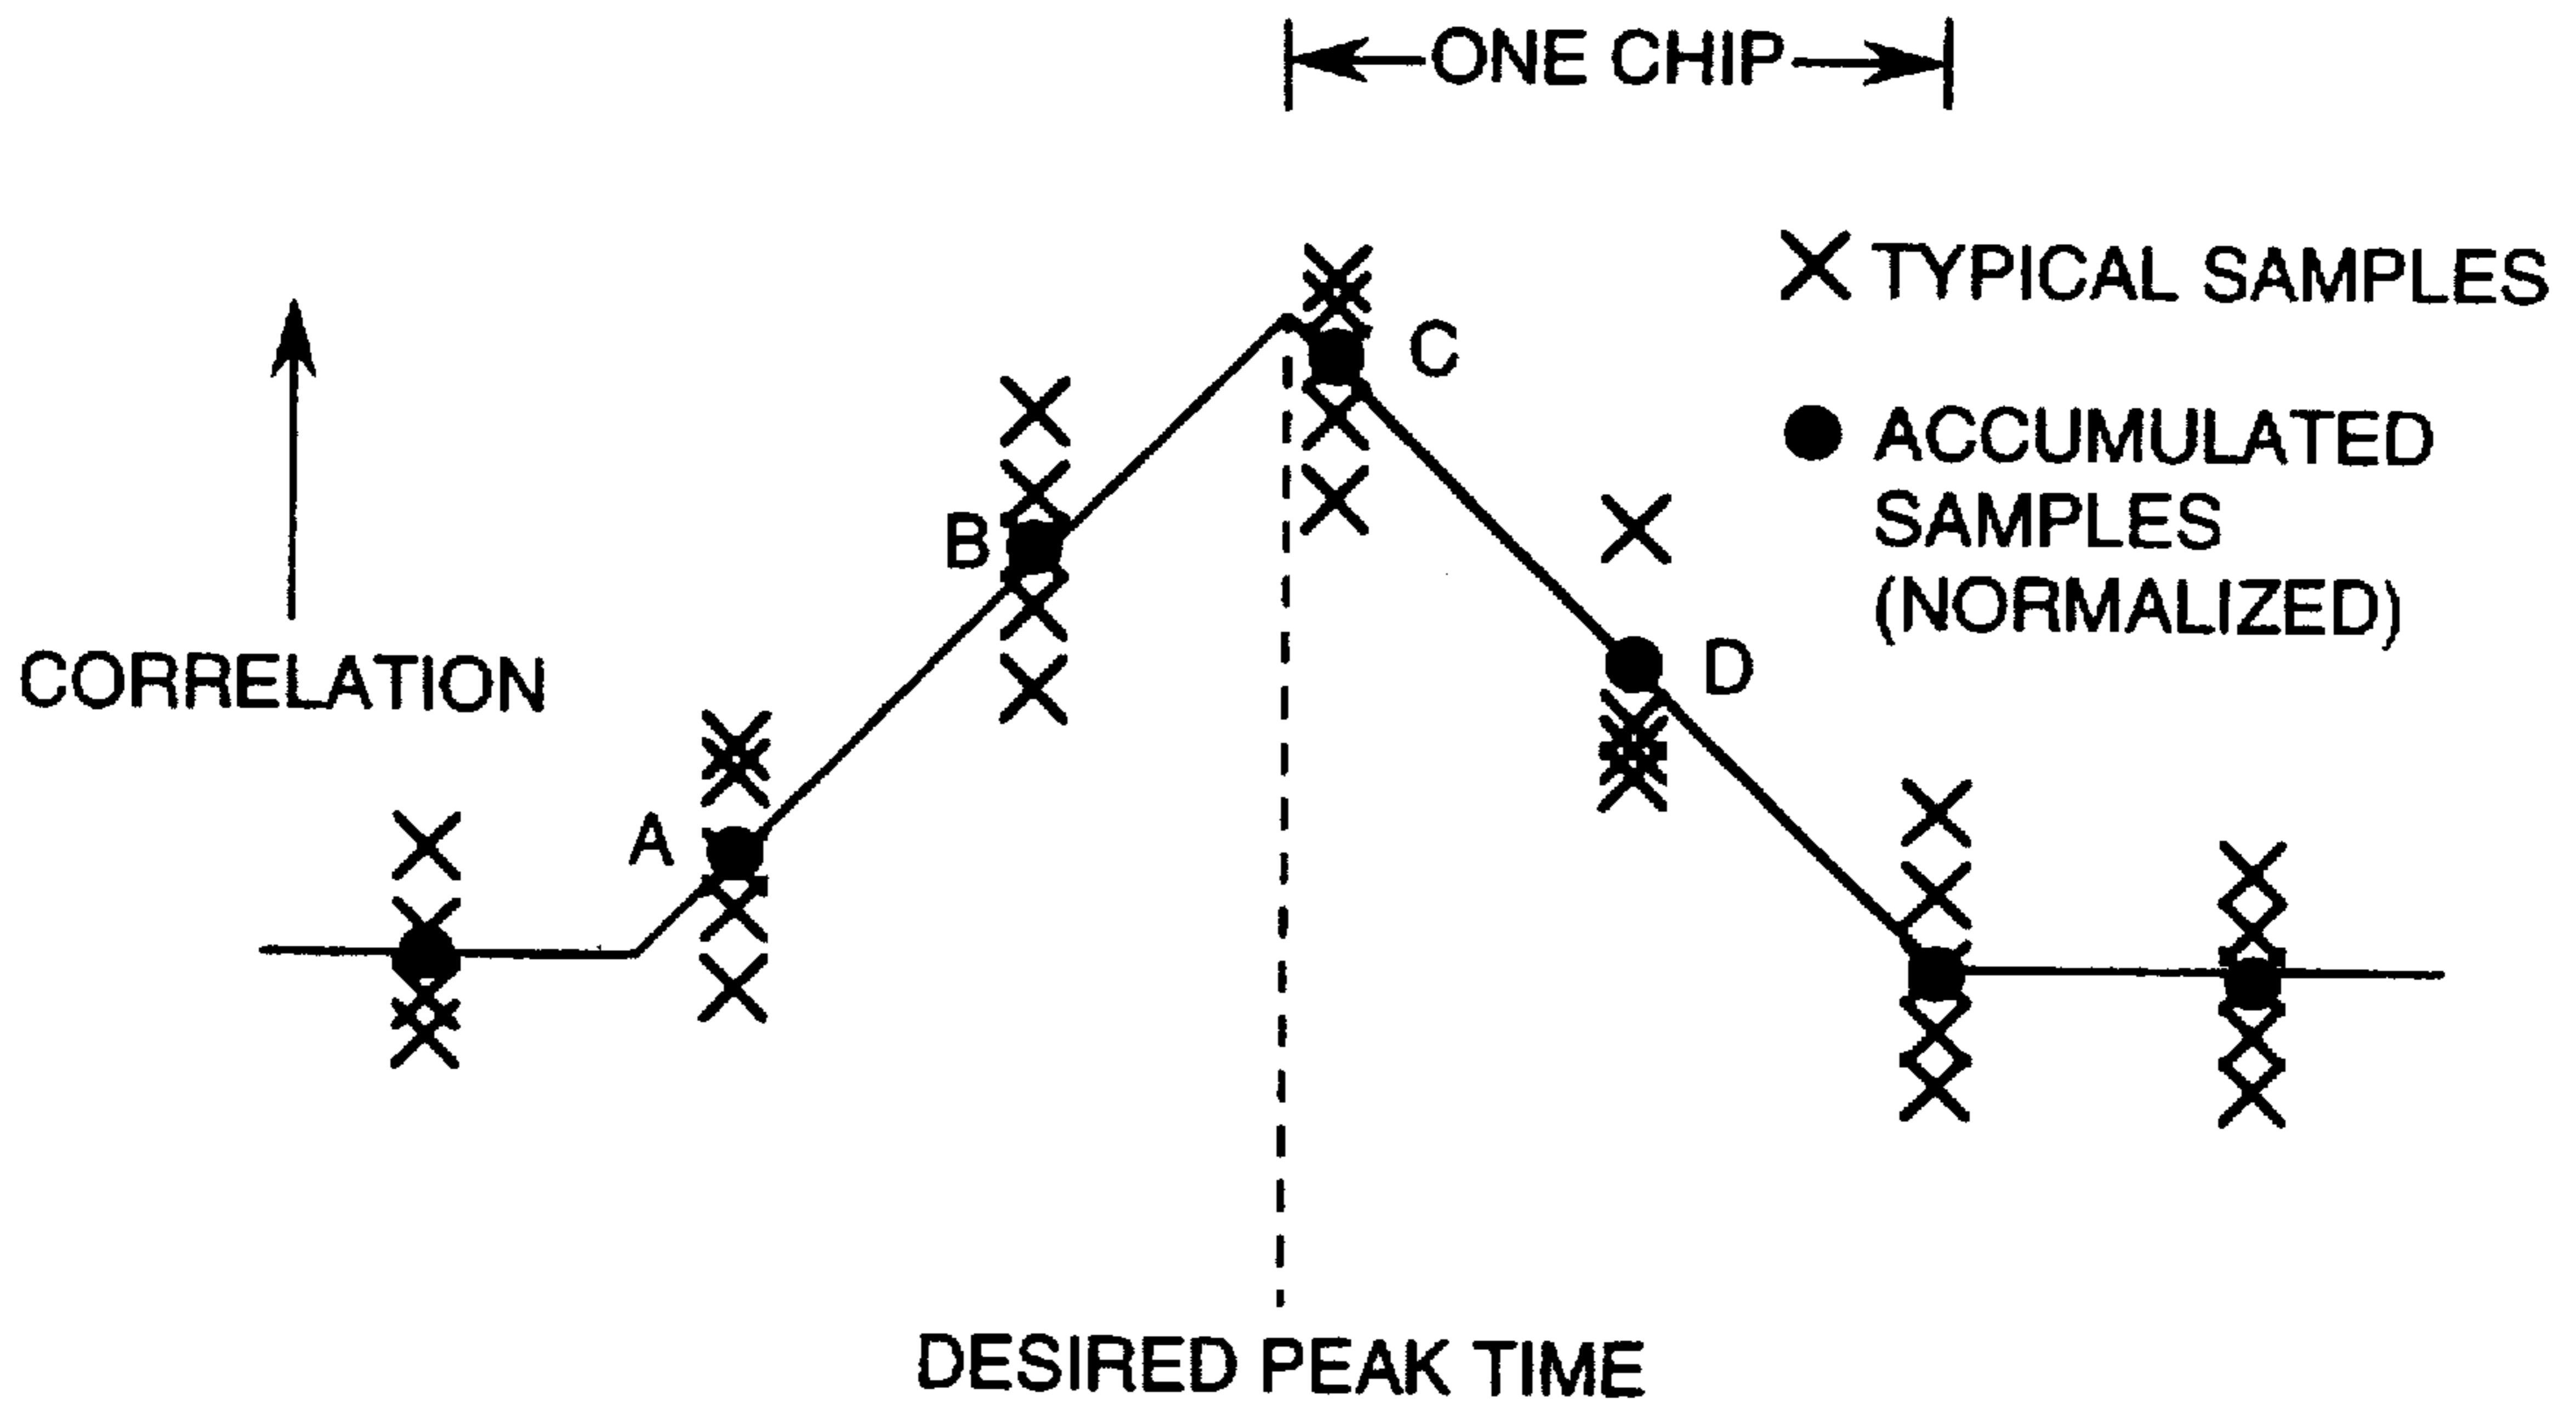 ONE CHIP
TYPICAL SAMPLES
C
ACCUMULATED
SAMPLES
(NORMALIZED)
B
D
CORRELATION
A
DESIRED PEAK TIME